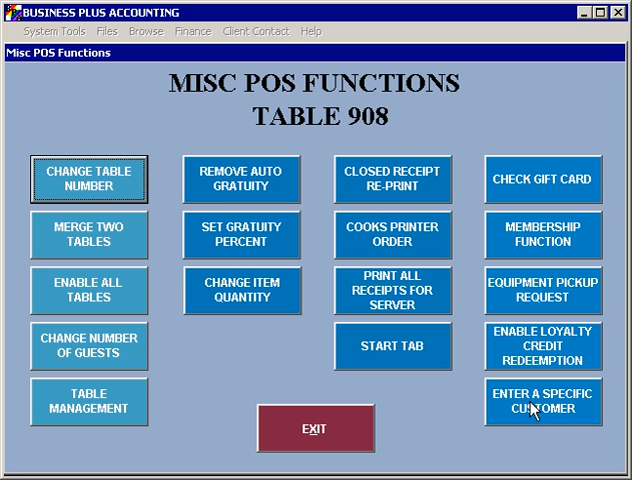 BUSINESS PLUS ACCOUNTING
System Tools Files Browse Finance Client Contact Help
Misc POS Functions
MISC POS FUNCTIONS
TABLE 908
CHANGE TABLE
NUMBER
MERGE TWO
TABLES
ENABLE ALL
TABLES
CHANGE NUMBER
OF GUESTS
TABLE
MANAGEMENT
REMOVE AUTO
GRATUITY
SET GRATUITY
PERCENT
CHANGE ITEM
QUANTITY
CLOSED RECEIPT
RE-PRINT
COOKS PRINTER
ORDER
PRINT ALL
RECEIPTS FOR
SERVER
START TAB
CHECK GIFT CARD
MEMBERSHIP
FUNCTION
EQUIPMENT PICKUP
REQUEST
ENABLE LOYALTY
CREDIT
REDEEMPTION
ENTER A SPECIFIC
CUSTOMER
EXIT